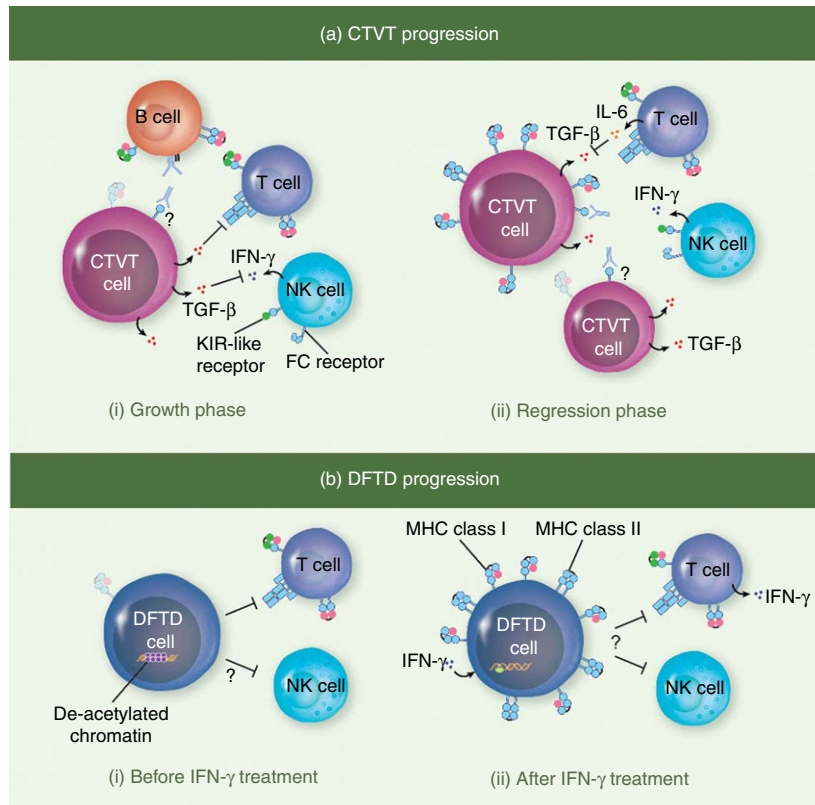 (a) CTVT progression
B cell
T cell
?
CTVT
cell
IFN-γ
NK cell
TGF-β
KIR-like
receptor
FC receptor
(i) Growth phase
IL-6
T cell
TGF-β
CTVT
cell
IFN-γ
NK cell
?
CTVT
cell
TGF-β
(ii) Regression phase
(b) DFTD progression
T cell
DFTD
cell
?
NK cell
De-acetylated
chromatin
(i) Before IFN-γ treatment
MHC class I
MHC class II
T cell
IFN-γ
DFTD
cell
?
IFN-γ
NK cell
(ii) After IFN-γ treatment